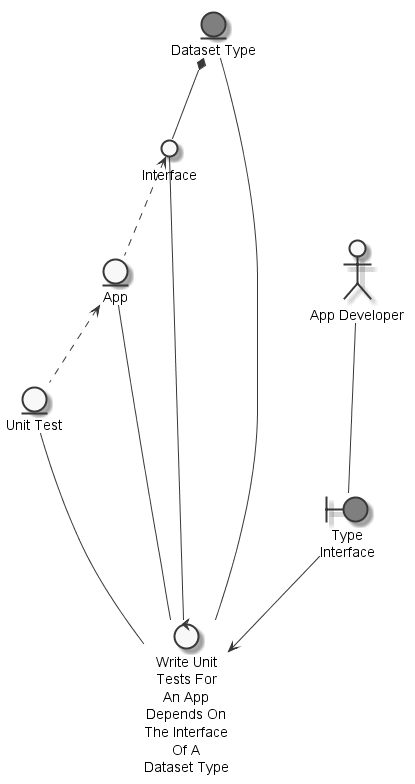 Dataset Type
Interface
App
App Developer
Unit Test
Type
Interface
Write Unit
Tests For
An App
Depends On
The Interface
Of A
Dataset Type